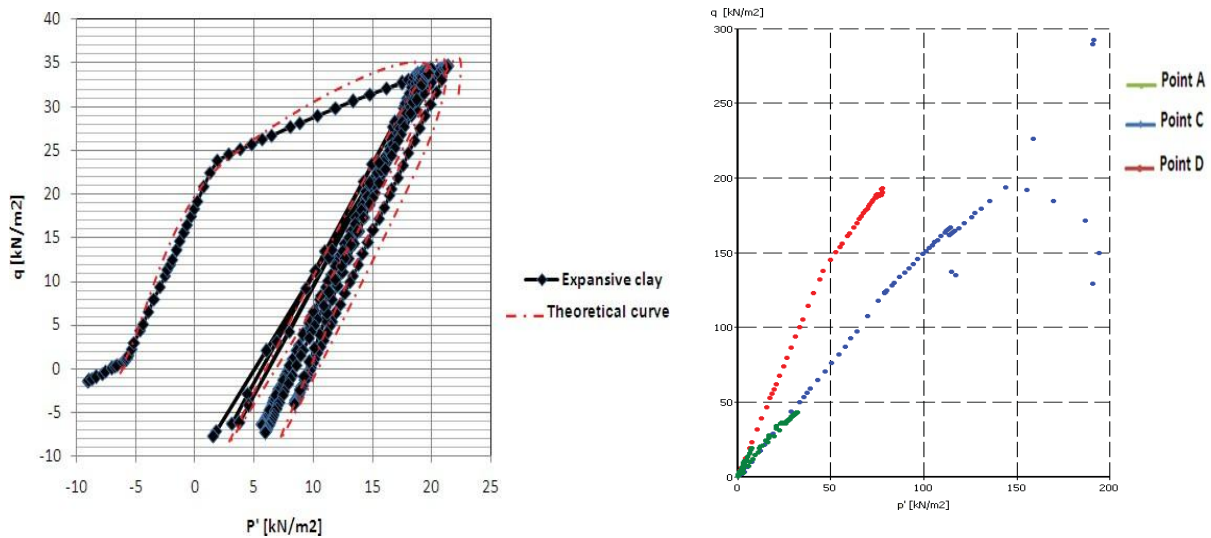 40
35
30
25
20
15
10
5
0
-5
-10
q [kN/m2]
-10 -5 0 5 10 15 20 25
P' [kN/m2]
Expansive clay
Theoretical curve
q [kN/m²]
300
250
200
150
100
50
0
0 50 100 150 200
p' [kN/m²]
Point A
Point C
Point D